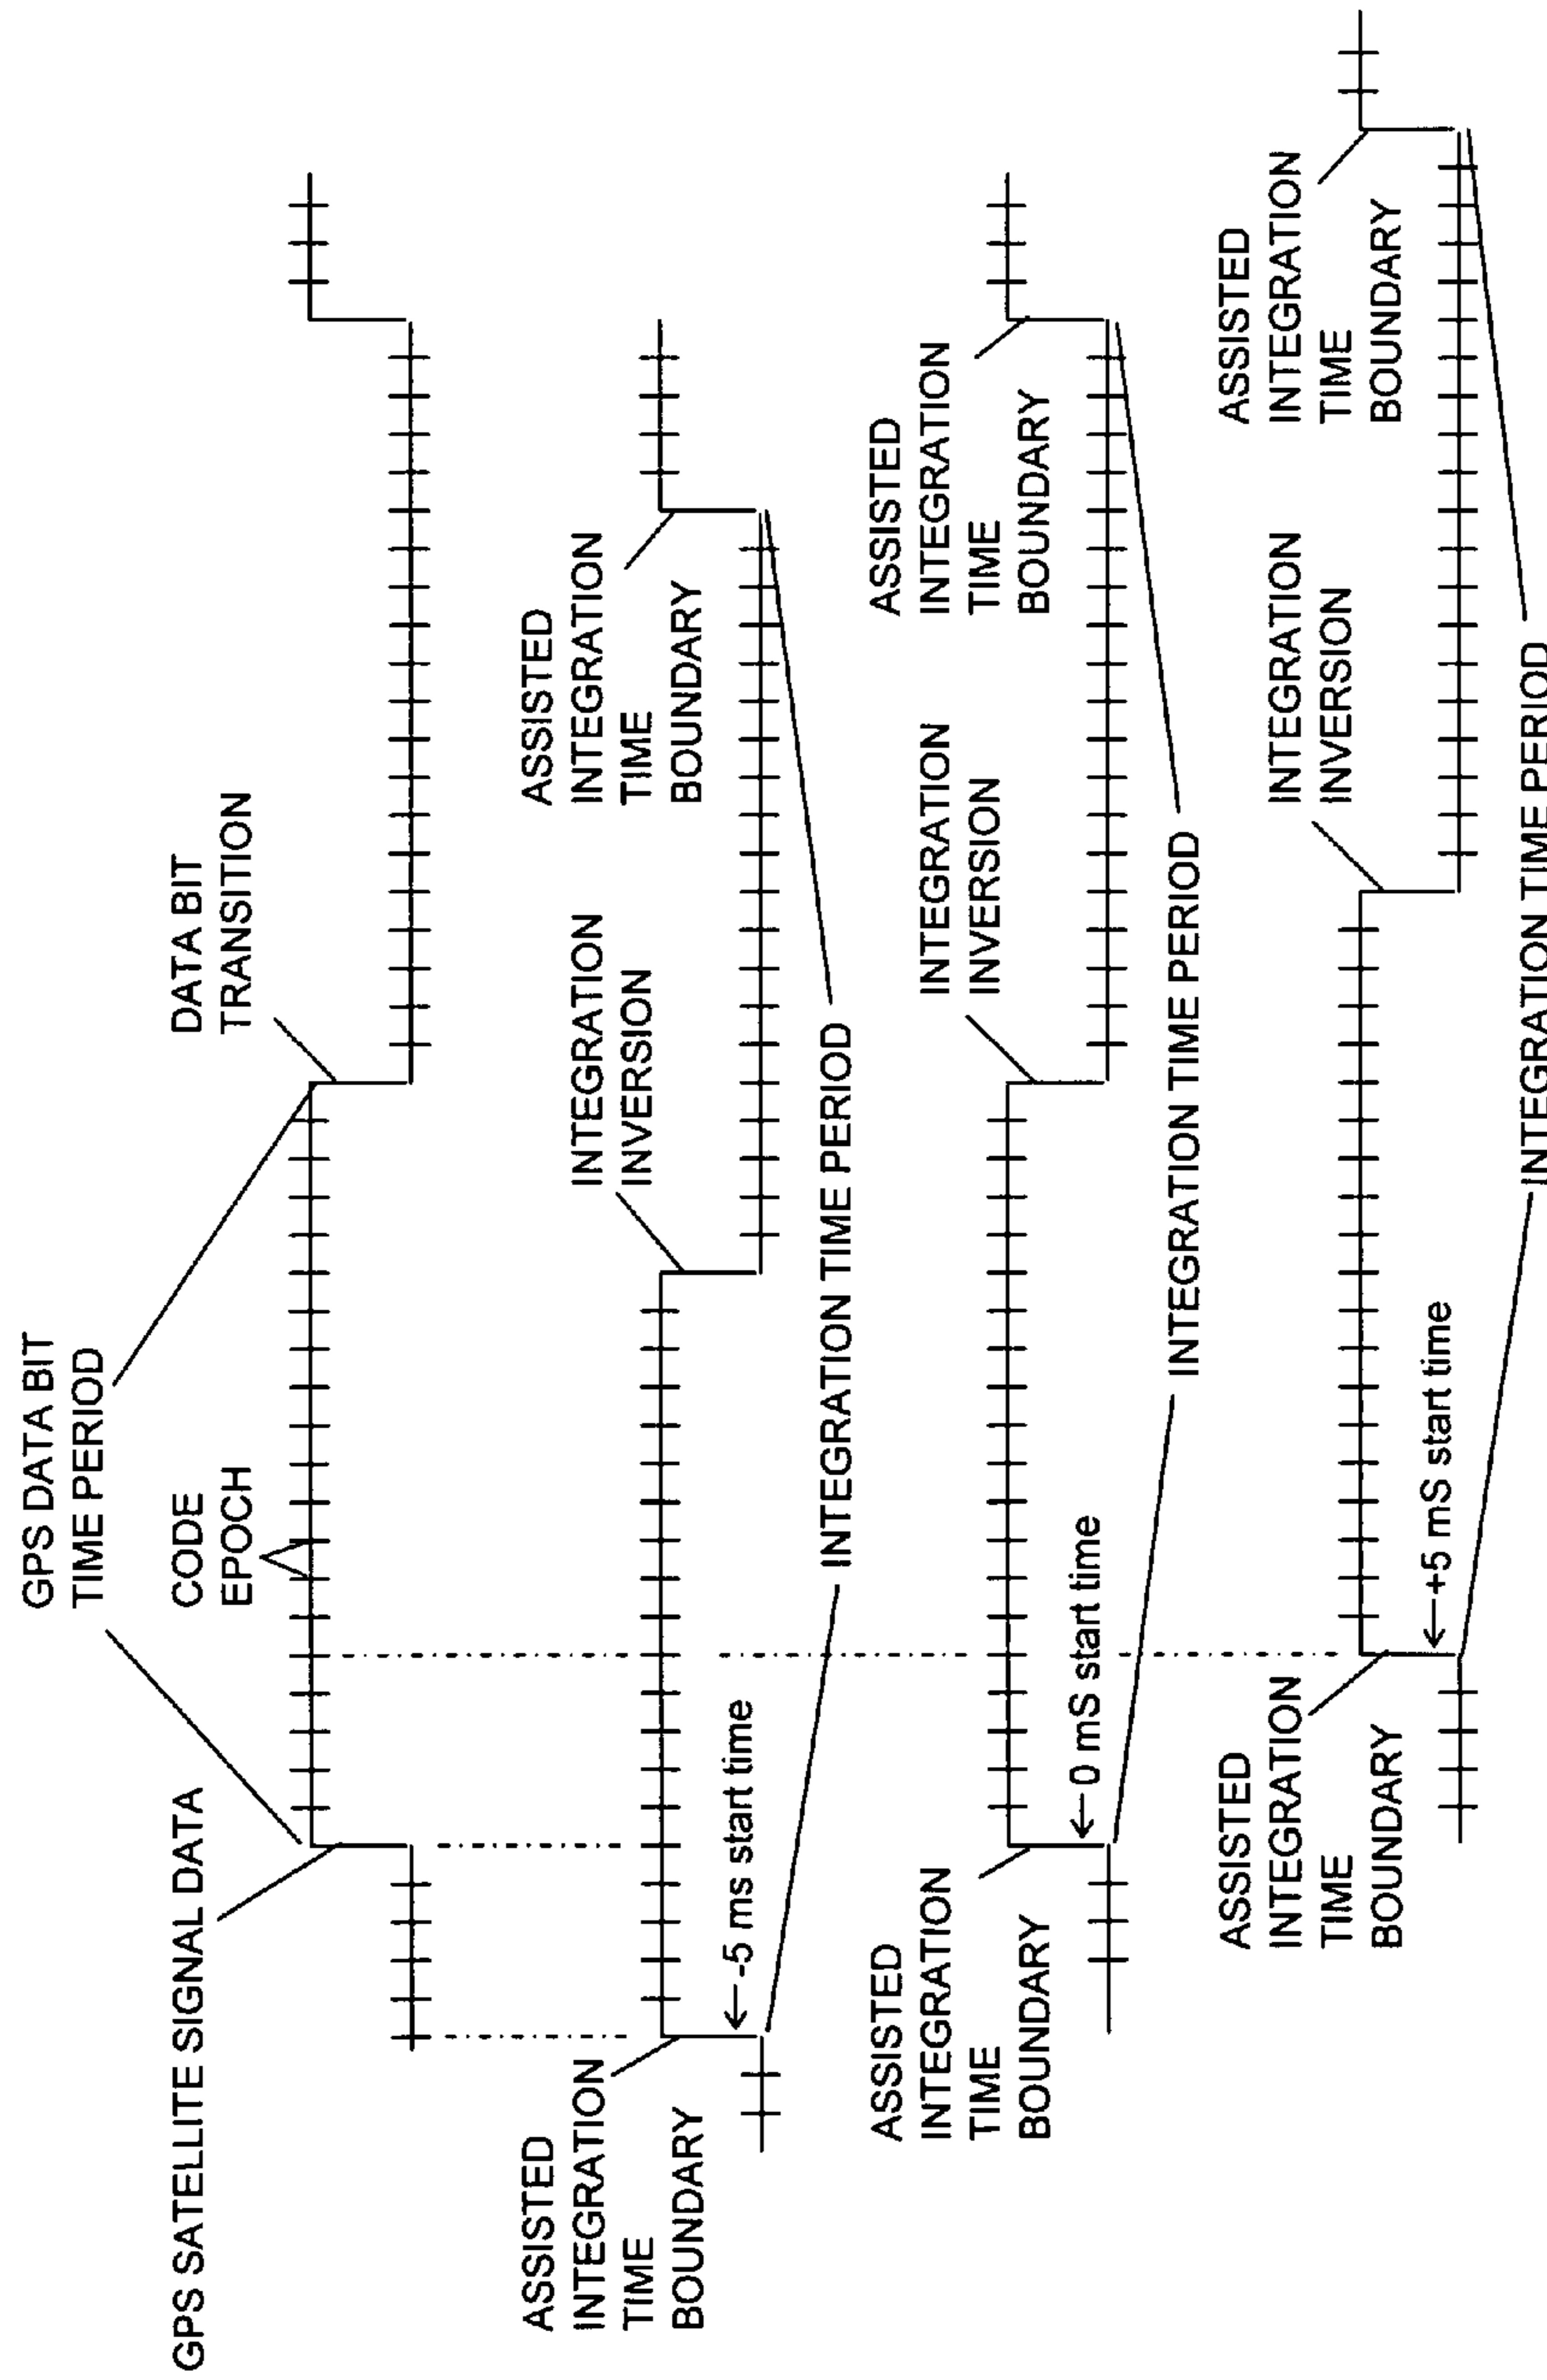 GPS DATA BIT
TIME PERIOD
GPS SATELLITE SIGNAL DATA
CODE
EPOCH
DATA BIT
TRANSITION
ASSISTED
INTEGRATION
TIME
BOUNDARY
←-5 ms start time
INTEGRATION
INVERSION
ASSISTED
INTEGRATION
TIME
BOUNDARY
INTEGRATION TIME PERIOD
ASSISTED
INTEGRATION
TIME
BOUNDARY
←0 mS start time
INTEGRATION
INVERSION
ASSISTED
INTEGRATION
TIME
BOUNDARY
INTEGRATION TIME PERIOD
ASSISTED
INTEGRATION
TIME
BOUNDARY
←+5 mS start time
INTEGRATION
INVERSION
ASSISTED
INTEGRATION
TIME
BOUNDARY
INTEGRATION TIME PERIOD